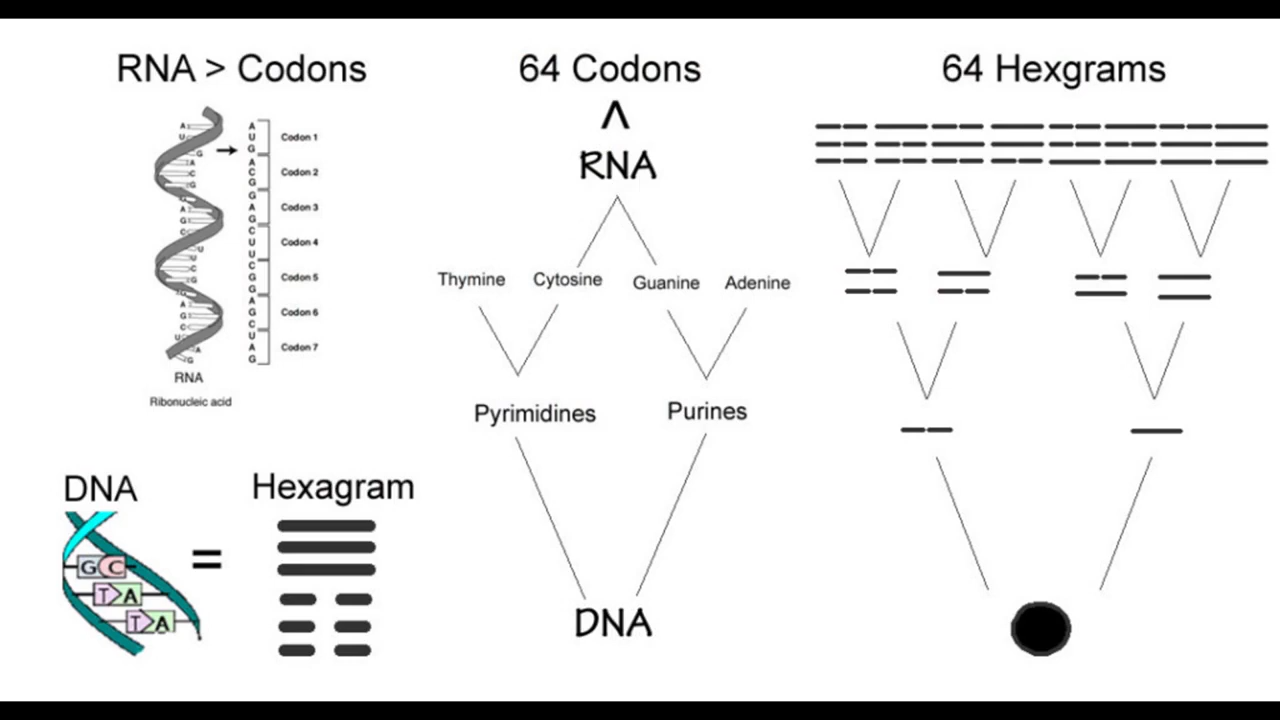 RNA > Codons
A
U
G
A
C
G
G
A
G
C
U
U
C
G
G
A
G
C
U
A
G
A
U
G
Codon 1
A
C
G
Codon 2
G
A
G
Codon 3
C
U
U
Codon 4
C
G
G
Codon 5
A
G
C
Codon 6
U
A
G
Codon 7
RNA
Ribonucleic acid
DNA
G C
T A
T A
=
Hexagram
64 Codons
RNA
Thymine Cytosine Guanine Adenine
Pyrimidines Purines
DNA
64 Hexgrams